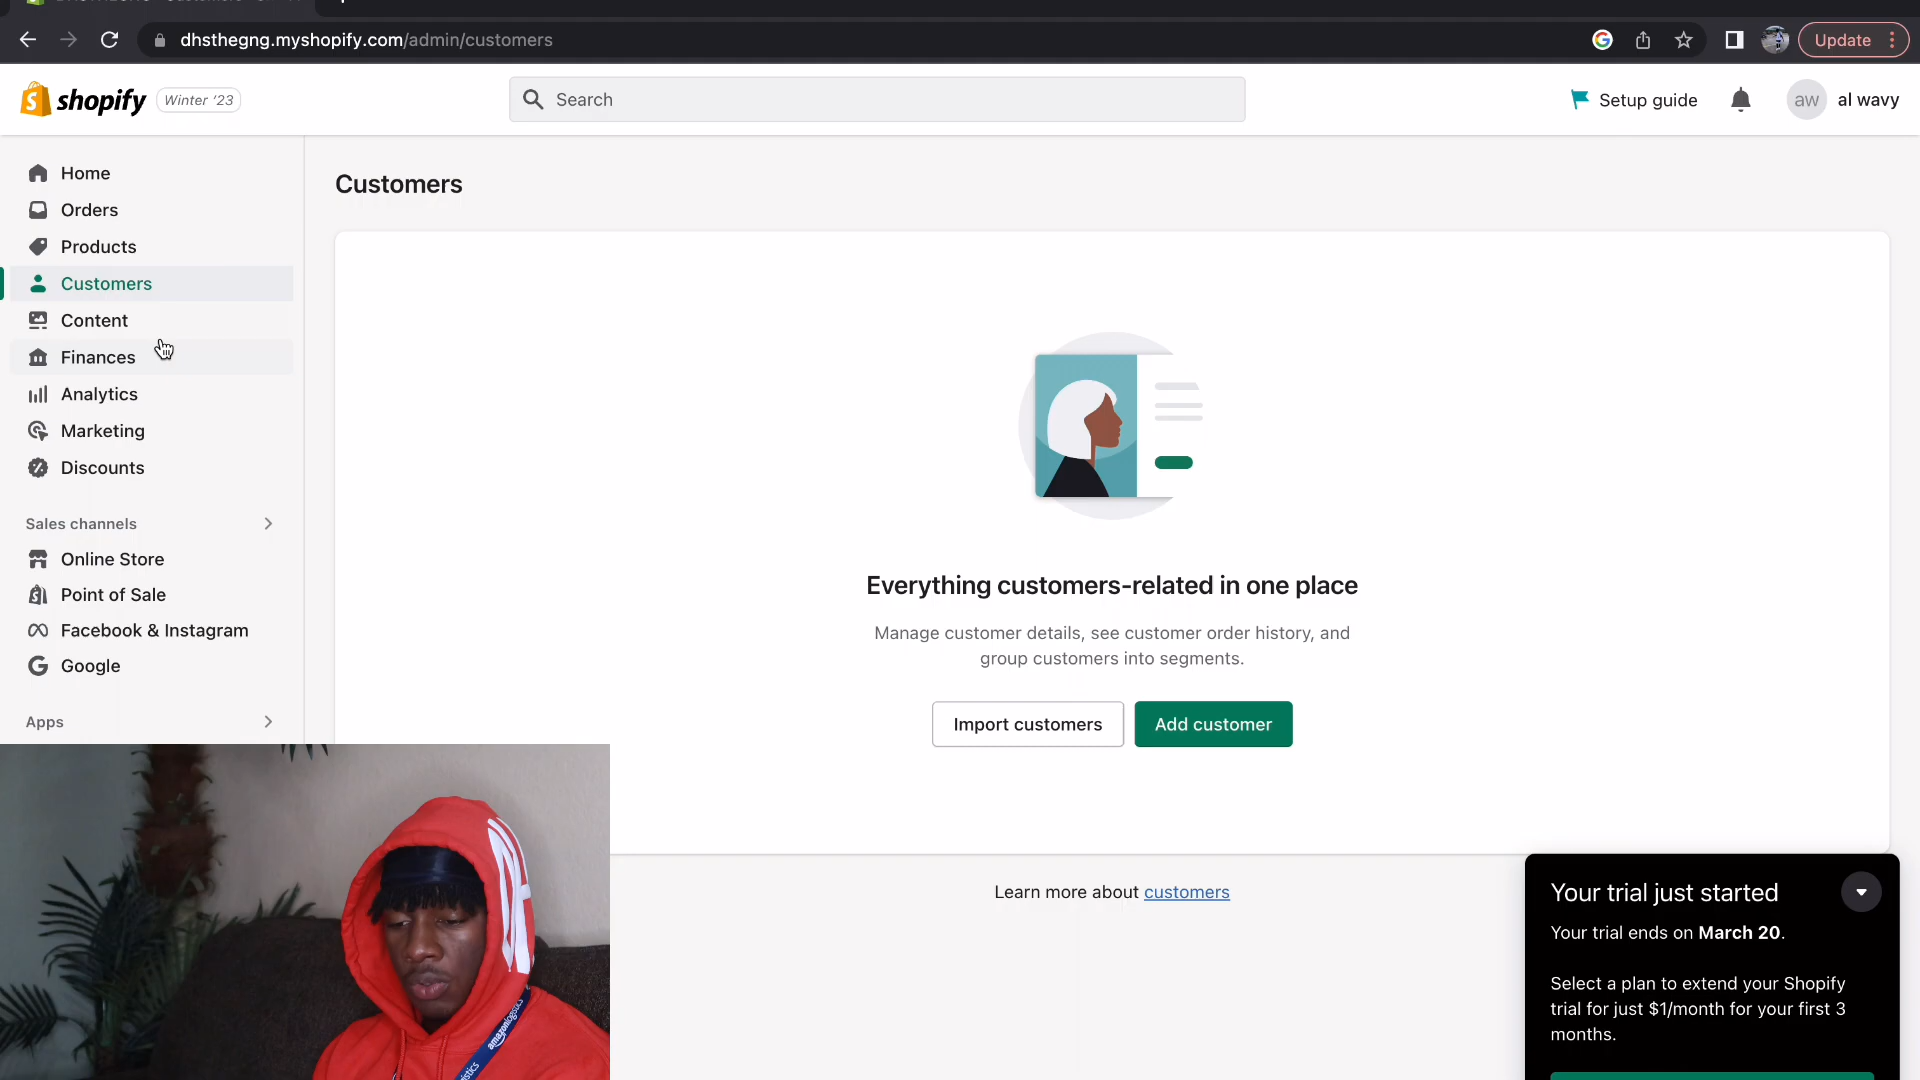 dhsthegng.myshopify.com/admin/customers
Update
shopify
Winter '23
Search
Setup guide
aw
al wavy
Home
Orders
Products
Customers
Content
Finances
Analytics
Marketing
Discounts
Sales channels
Online Store
Point of Sale
Facebook & Instagram
Google
Apps
Customers
Everything customers-related in one place
Manage customer details, see customer order history, and
group customers into segments.
Import customers
Add customer
Learn more about customers
Your trial just started
Your trial ends on March 20.
Select a plan to extend your Shopify
trial for just $1/month for your first 3
months.
amazonlogistics
istics